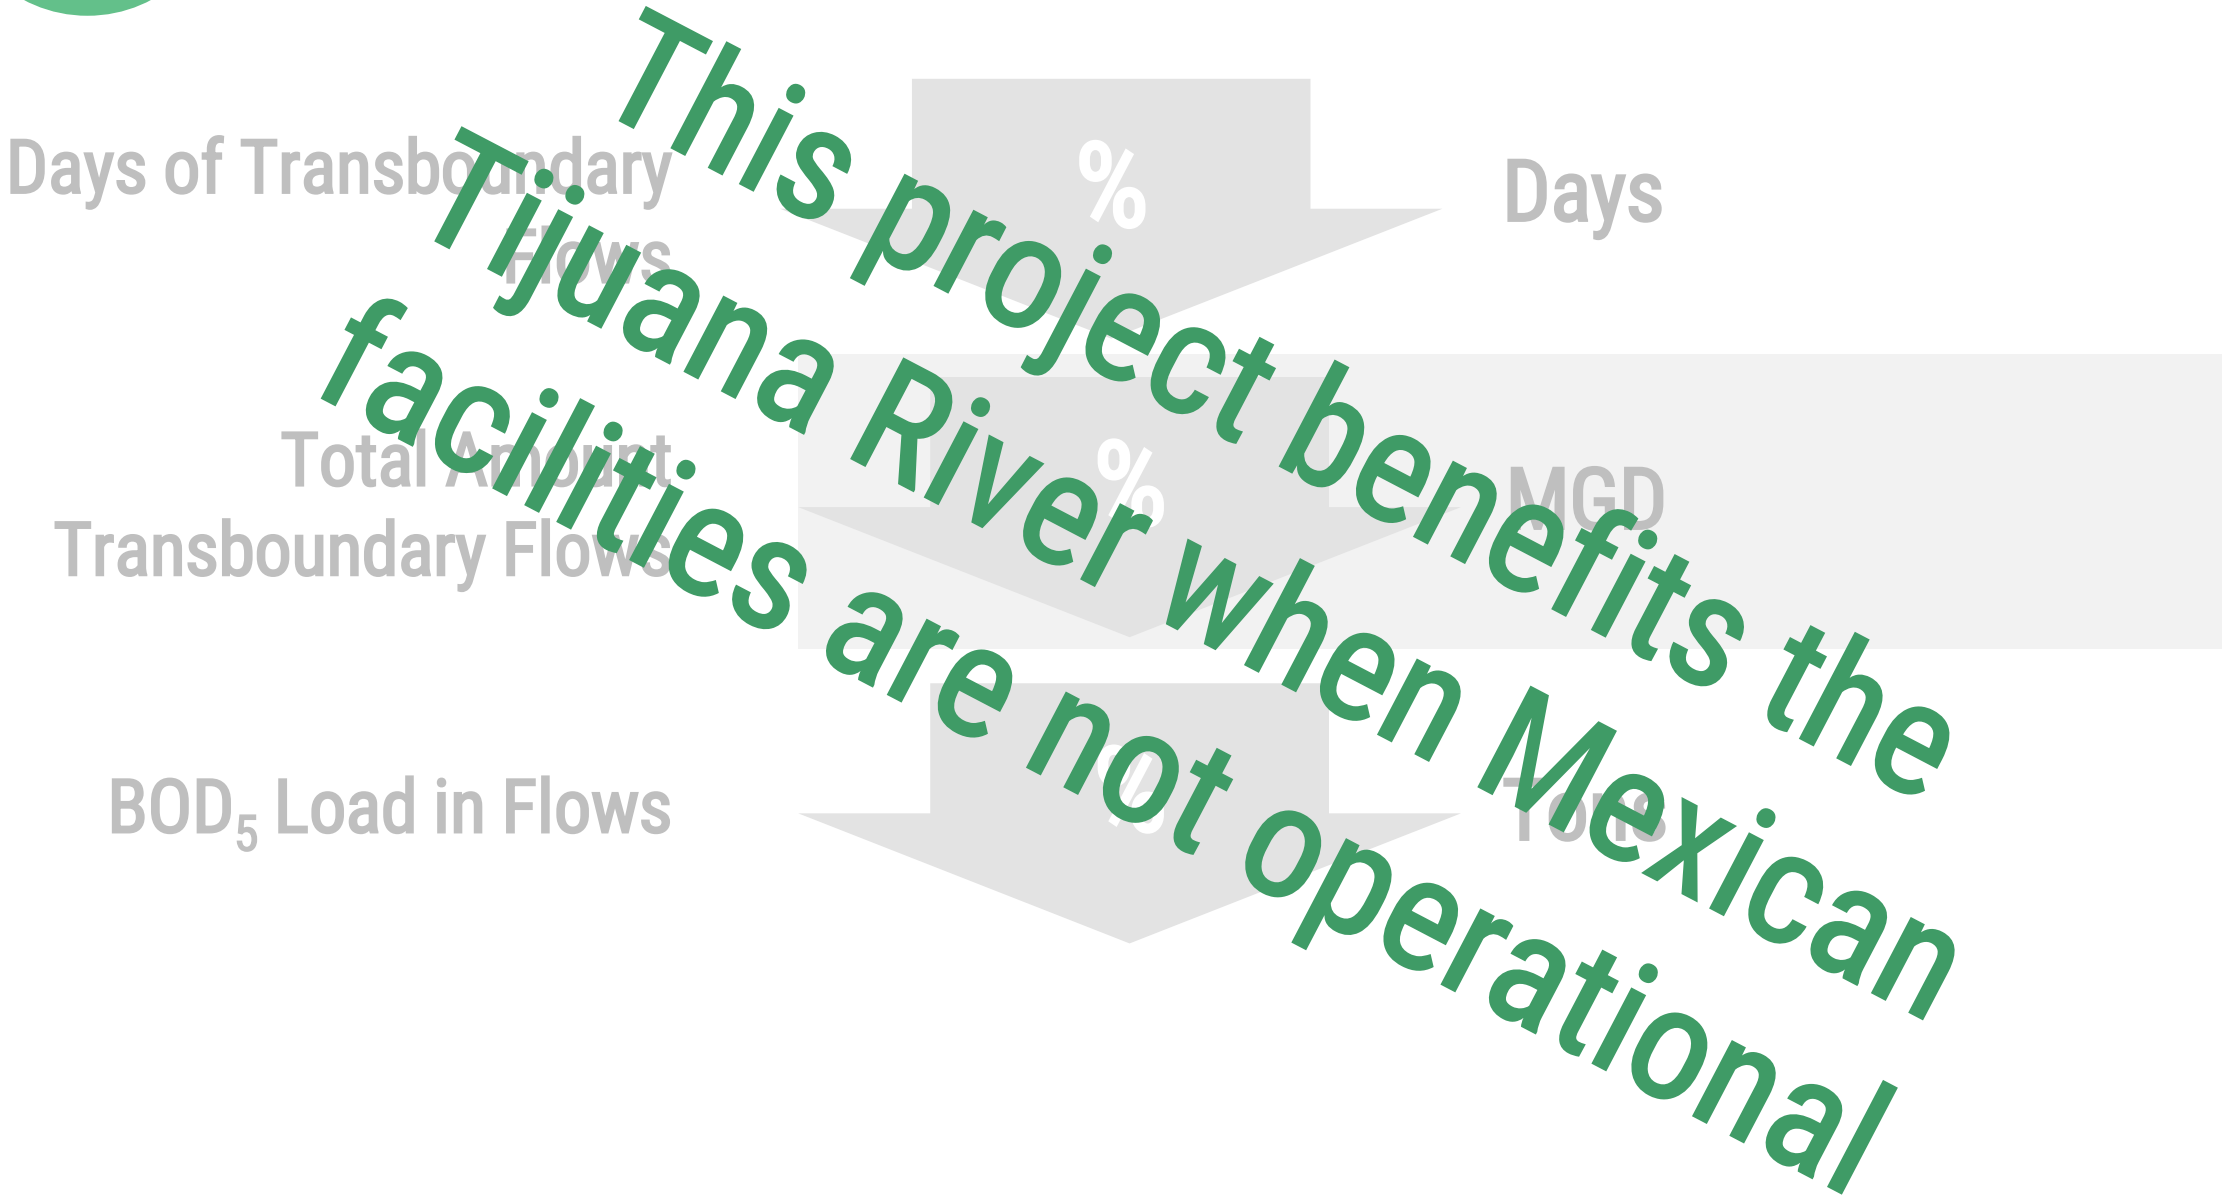 This project benefits the
Tijuana River when Mexican
facilities are not operational
Days of Transboundary
Flows
%
Days
Total Amount
Transboundary Flows
%
MGD
BOD₅ Load in Flows
%
Tons